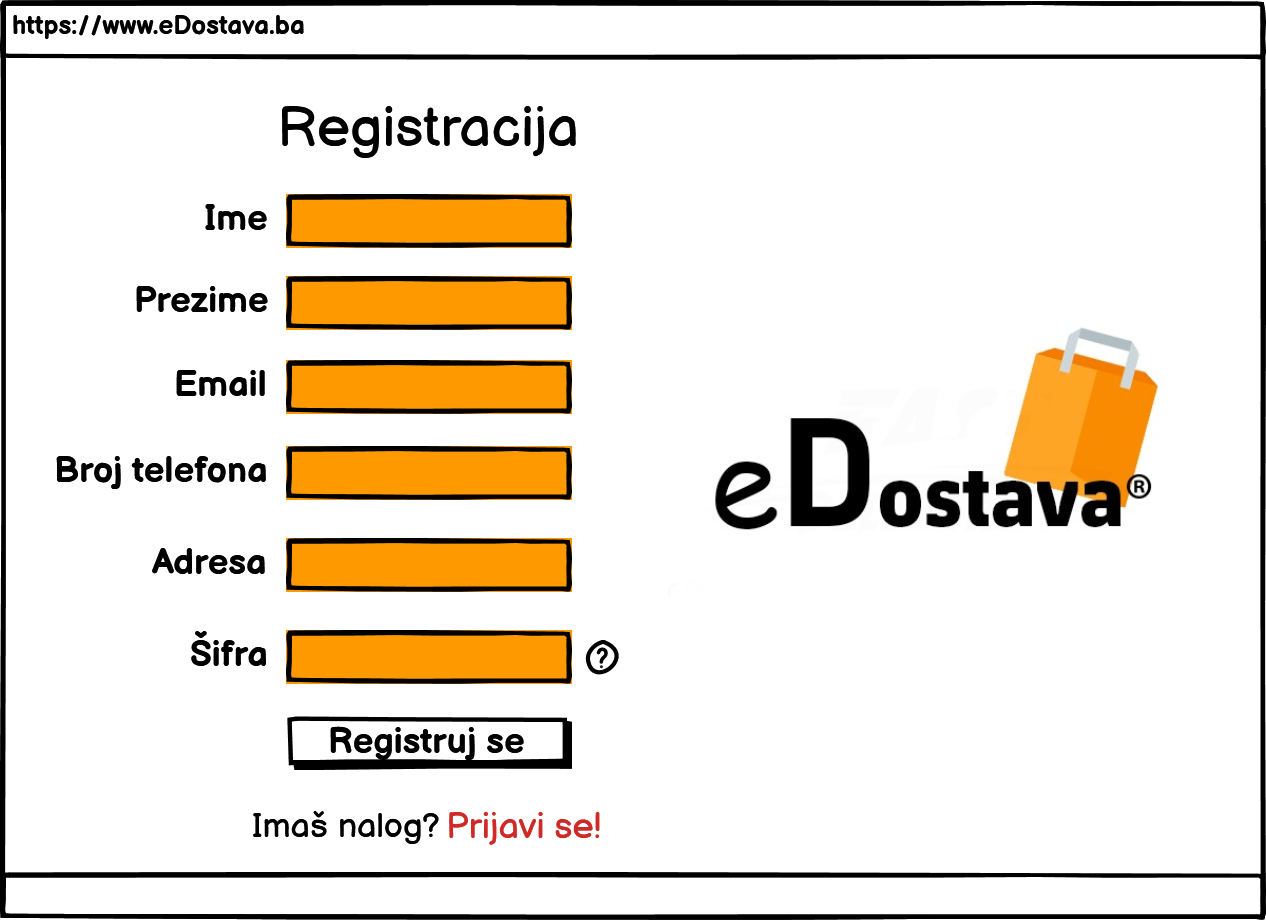 https://www.eDostava.ba
Registracija
Ime
Prezime
Email
Broj telefona
Adresa
Šifra ?
Registruj se
Imaš nalog? Prijavi se!
eDostava®